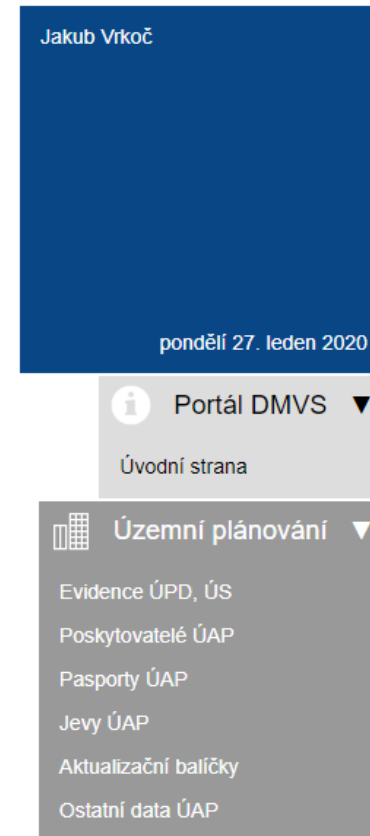 Jakub Vrkoč
pondělí 27. leden 2020
Portál DMVS ▼
Úvodní strana
Územní plánování ▼
Evidence ÚPD, ÚS
Poskytovatelé ÚAP
Pasporty ÚAP
Jevy ÚAP
Aktualizační balíčky
Ostatní data ÚAP